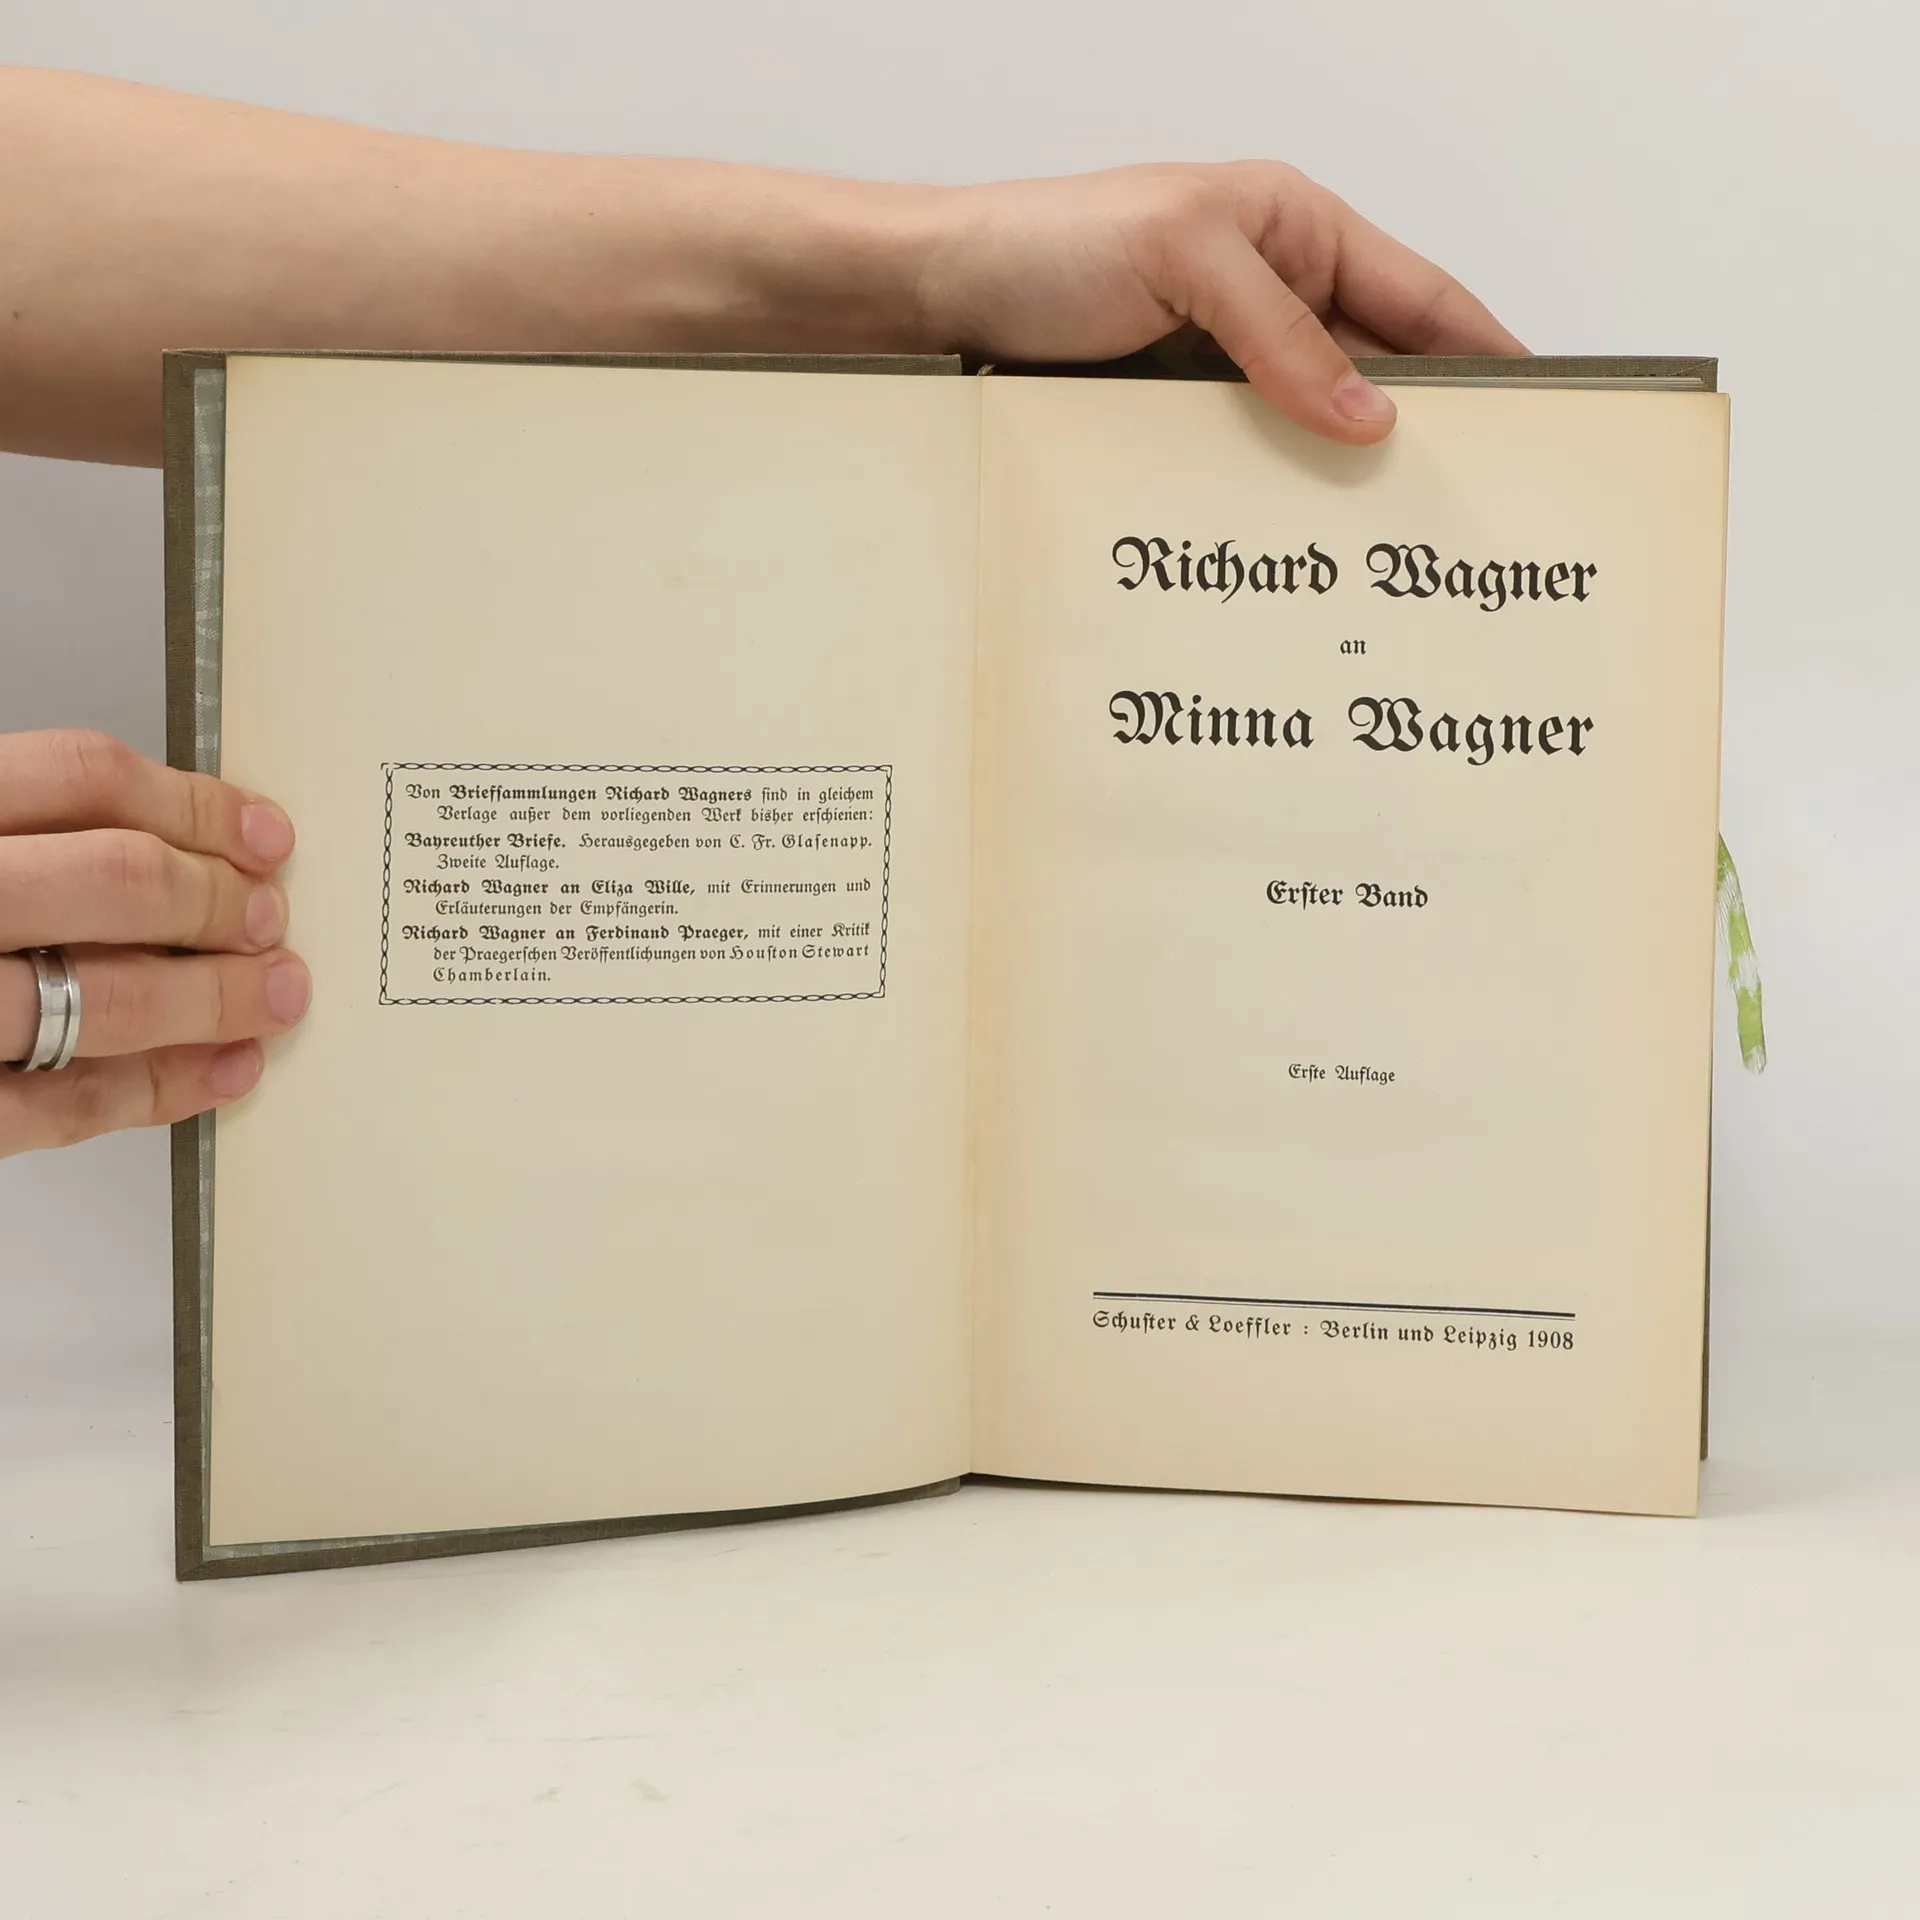 Von Briefſammlungen Richard Wagners ſind in gleichem
Verlage außer dem vorliegenden Werk bisher erſchienen:
Bayreuther Briefe. Herausgegeben von C. Fr. Glaſenapp.
Zweite Auflage.
Richard Wagner an Eliza Wille, mit Erinnerungen und
Erläuterungen der Empfängerin.
Richard Wagner an Ferdinand Praeger, mit einer Kritik
der Praegerſchen Veröffentlichungen von Houſton Stewart
Chamberlain.
Richard Wagner
an
Minna Wagner
Erſter Band
Erſte Auflage
Schuſter & Loeffler : Berlin und Leipzig 1908